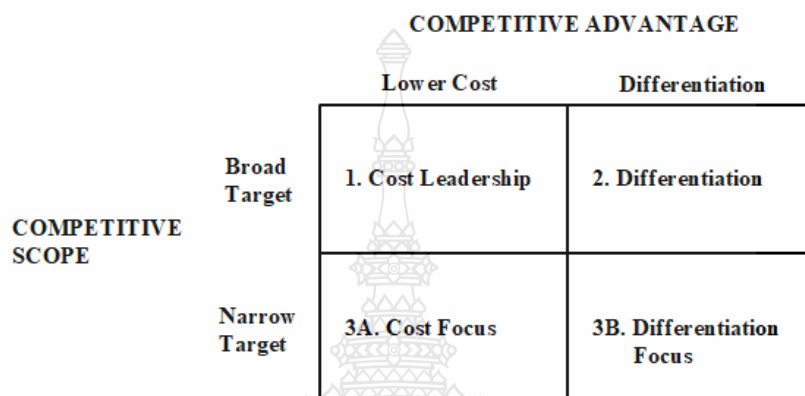 COMPETITIVE ADVANTAGE
Lower Cost
Differentiation
Broad
Target
1. Cost Leadership
2. Differentiation
COMPETITIVE
SCOPE
Narrow
Target
3A. Cost Focus
3B. Differentiation
Focus